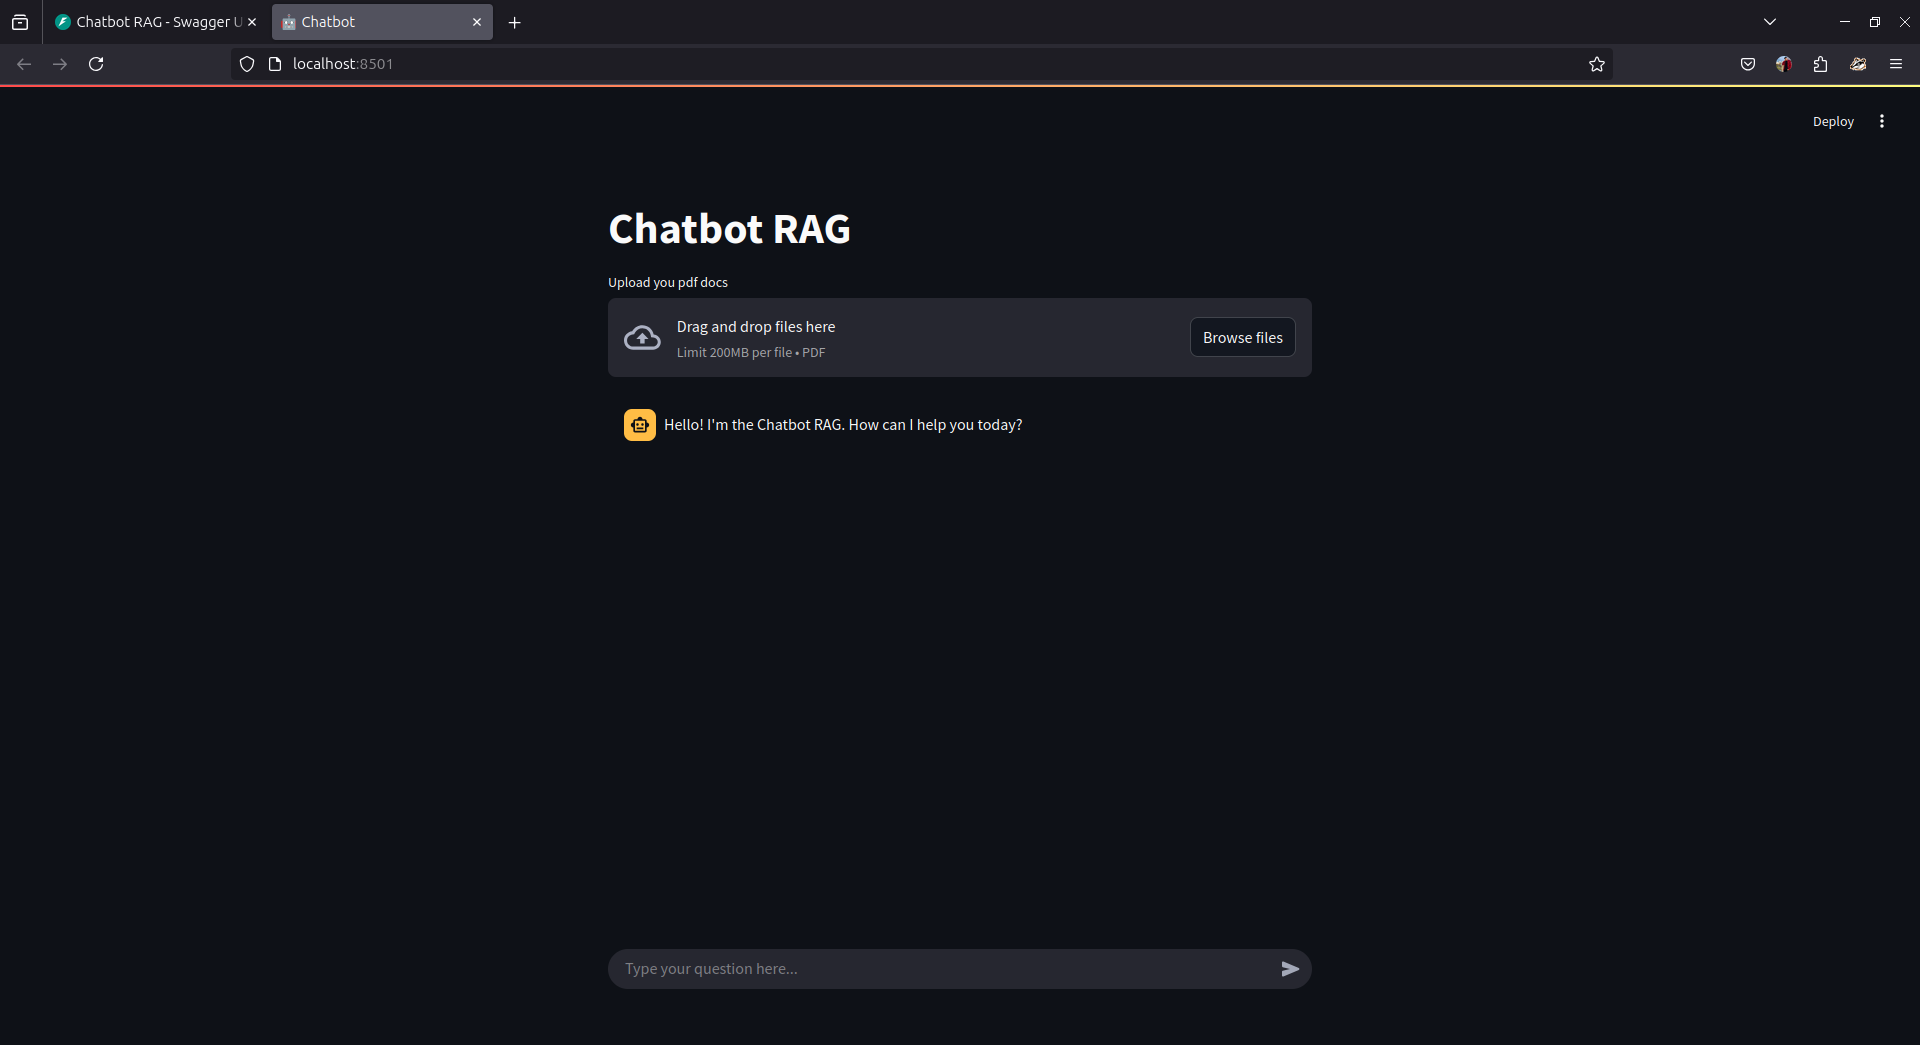 Chatbot RAG - Swagger U
Chatbot
localhost:8501
Deploy
Chatbot RAG
Upload you pdf docs
Drag and drop files here
Limit 200MB per file • PDF
Browse files
Hello! I'm the Chatbot RAG. How can I help you today?
Type your question here...